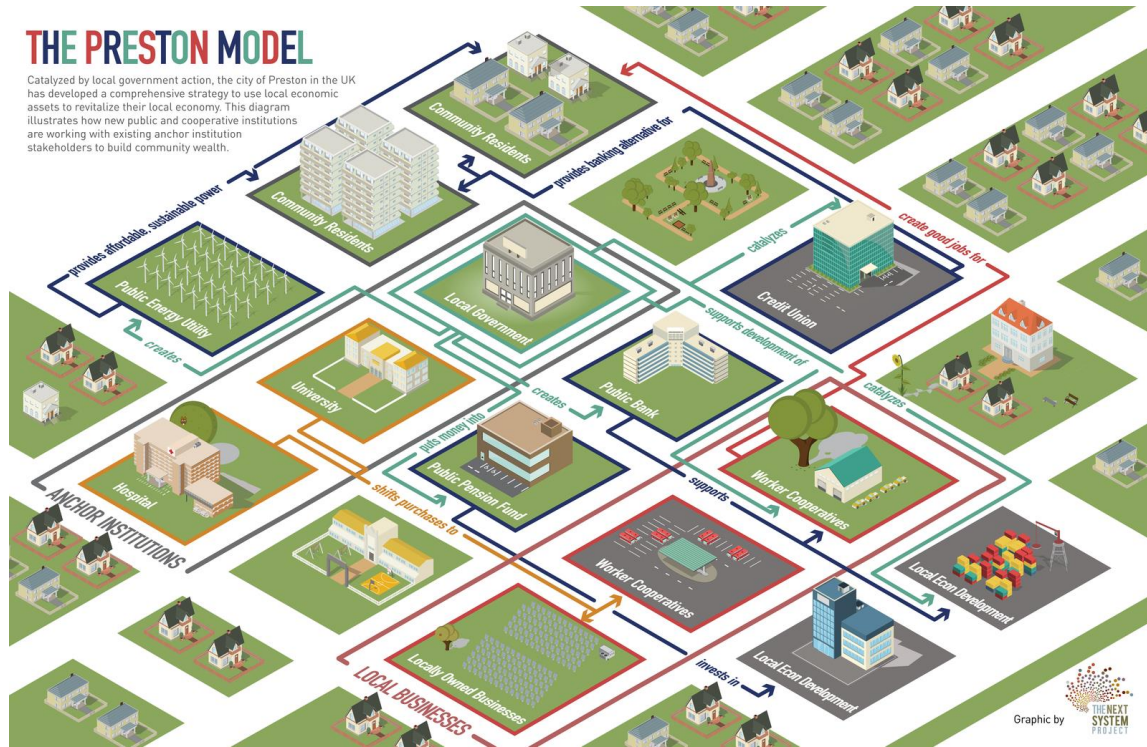 THE PRESTON MODEL
Catalyzed by local government action, the city of Preston in the UK
has developed a comprehensive strategy to use local economic
assets to revitalize their local economy. This diagram
illustrates how new public and cooperative institutions
are working with existing anchor institution
stakeholders to build community wealth.
Community Residents
provides banking alternative for
Community Residents
provides affordable, sustainable power
create good jobs for
catalyzes
Public Energy Utility
Local Government
Credit Union
creates
supports development of
University
Public Bank
creates
catalyzes
puts money into
Hospital
Public Pension Fund
Worker Cooperatives
shifts purchases to
supports
ANCHOR INSTITUTIONS
Worker Cooperatives
Local Econ Development
Locally Owned Businesses
Local Econ Development
invests in
LOCAL BUSINESSES
Graphic by
THE NEXT
SYSTEM
PROJECT